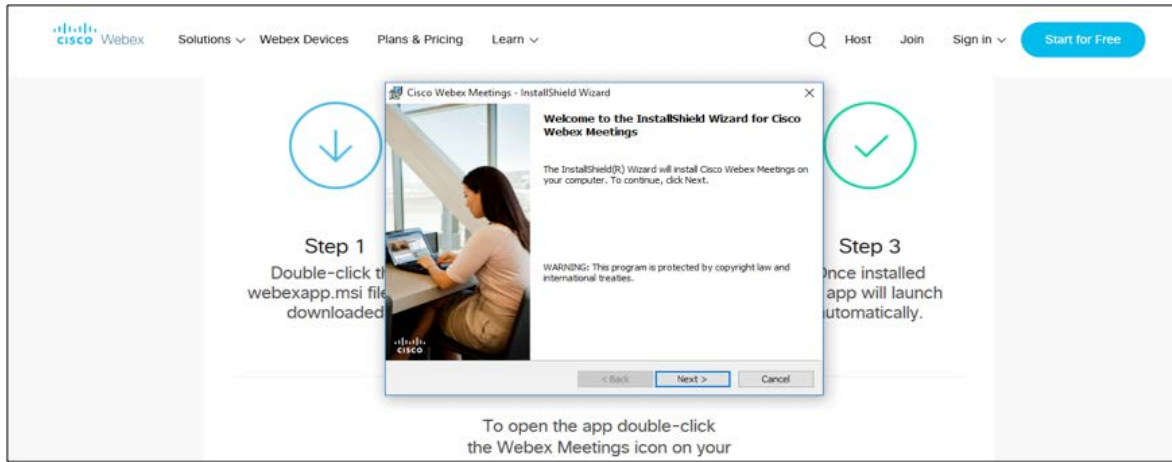 cisco Webex
Solutions Webex Devices Plans & Pricing Learn Host Join Sign in Start for Free
Cisco Webex Meetings - InstallShield Wizard
Welcome to the InstallShield Wizard for Cisco
Webex Meetings
The InstallShield(R) Wizard will install Cisco Webex Meetings on
your computer. To continue, click Next.
WARNING: This program is protected by copyright law and
international treaties.
CISCO
< Back Next > Cancel
Step 1
Double-click
webexapp.msi
downloaded
Step 3
installed
app will launch
To open the app double-click
the Webex Meetings icon on your